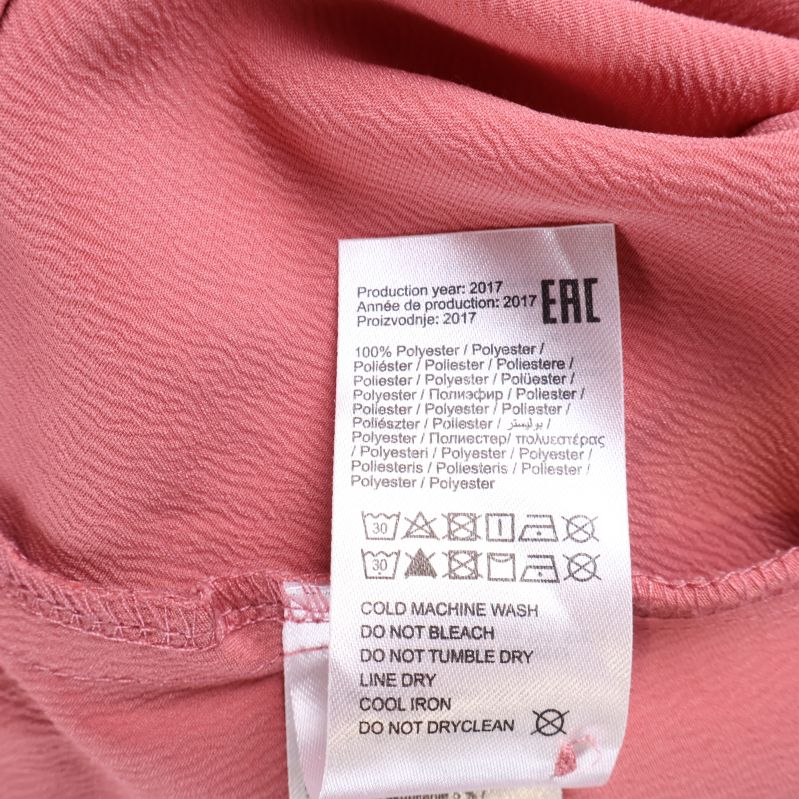 Production year: 2017
Année de production: 2017
Proizvodnje: 2017
EAC
100% Polyester / Polyester /
Poliéster / Poliester / Poliestere /
Poliester / Polyester / Polüester /
Polyester / Полиэфир / Poliester /
Poliester / Polyester / Poliester /
Poliészter / Poliester / بوليستر /
Polyester / Полиестер/ πολυεστέρας
/ Polyesteri / Polyester / Polyester /
Poliesteris / Poliesteris / Poliester /
Polyester / Polyester
30
30
COLD MACHINE WASH
DO NOT BLEACH
DO NOT TUMBLE DRY
LINE DRY
COOL IRON
DO NOT DRYCLEAN